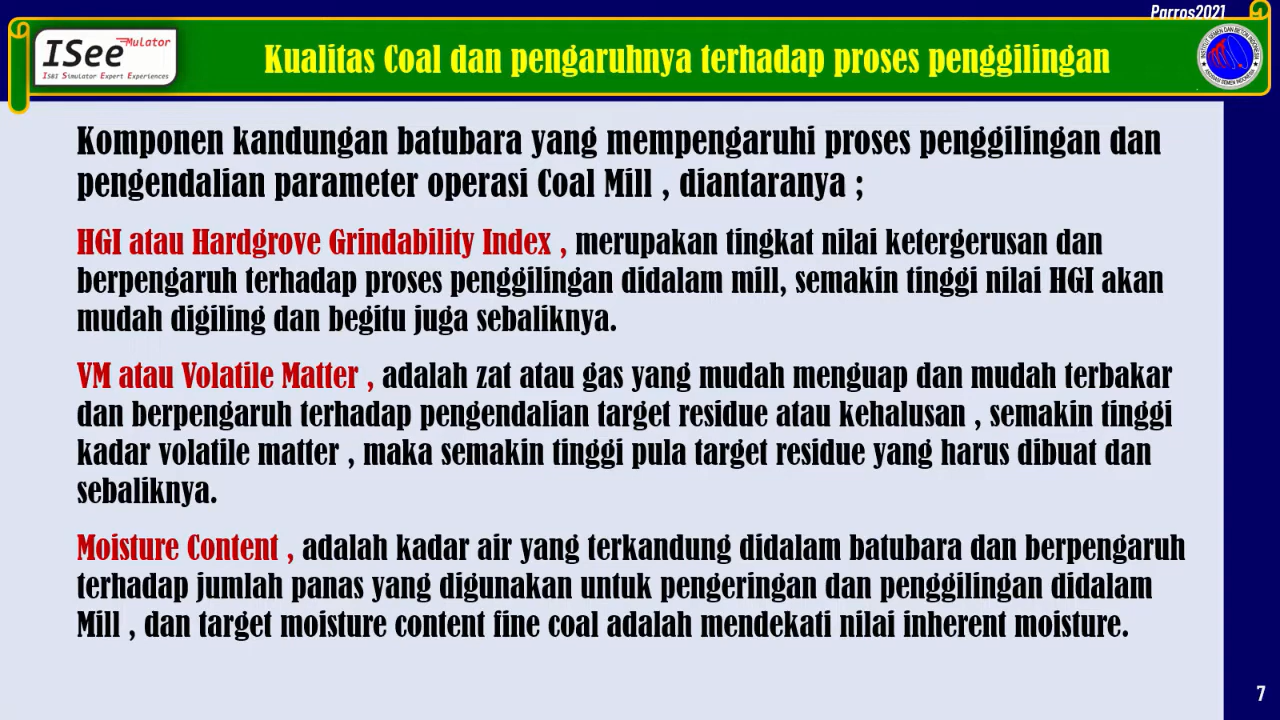 Parros2021
ISee Mulator
ISBI Simulator Expert Experiences
Kualitas Coal dan pengaruhnya terhadap proses penggilingan
Komponen kandungan batubara yang mempengaruhi proses penggilingan dan
pengendalian parameter operasi Coal Mill , diantaranya ;
HGI atau Hardgrove Grindability Index , merupakan tingkat nilai ketergerusan dan
berpengaruh terhadap proses penggilingan didalam mill, semakin tinggi nilai HGI akan
mudah digiling dan begitu juga sebaliknya.
VM atau Volatile Matter , adalah zat atau gas yang mudah menguap dan mudah terbakar
dan berpengaruh terhadap pengendalian target residue atau kehalusan , semakin tinggi
kadar volatile matter , maka semakin tinggi pula target residue yang harus dibuat dan
sebaliknya.
Moisture Content , adalah kadar air yang terkandung didalam batubara dan berpengaruh
terhadap jumlah panas yang digunakan untuk pengeringan dan penggilingan didalam
Mill , dan target moisture content fine coal adalah mendekati nilai inherent moisture.
7